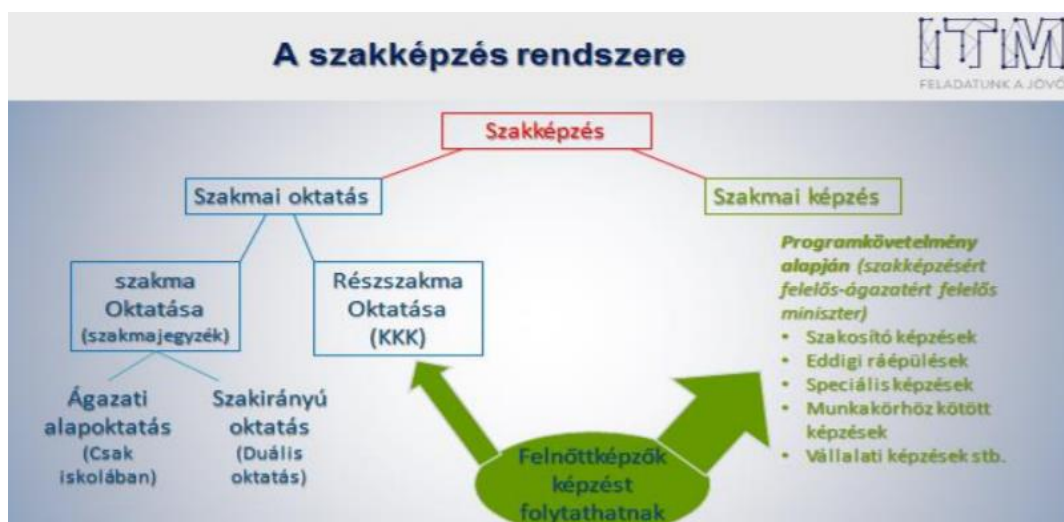 A szakképzés rendszere
ITM
FELADATUNK A JÖVŐ
Szakképzés
Szakmai oktatás
Szakmai képzés
szakma
Oktatása
(szakmajegyzék)
Részszakma
Oktatása
(KKK)
Ágazati
alapoktatás
(Csak
iskolában)
Szakirányú
oktatás
(Duális
oktatás)
Programkövetelmény
alapján (szakképzésért
felelős-ágazatért felelős
miniszter)
• Szakosító képzések
• Eddigi ráépülések
• Speciális képzések
• Munkakörhöz kötött
képzések
• Vállalati képzések stb.
Felnőttképzők
képzést
folytathatnak